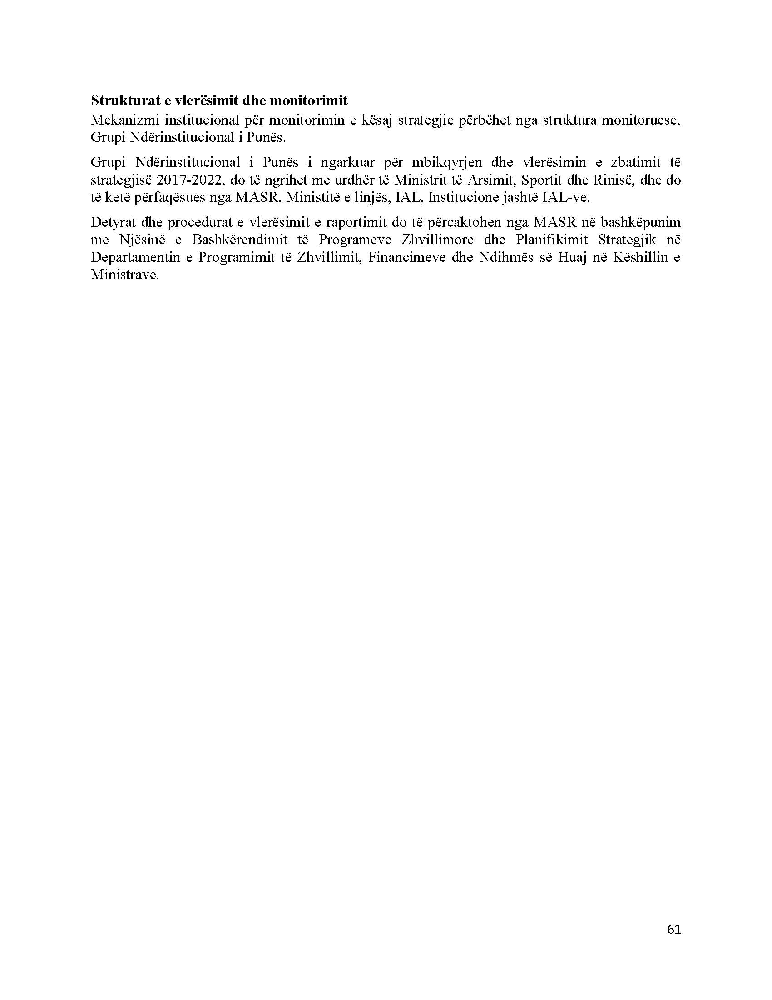 Strukturat e vlerësimit dhe monitorimit
Mekanizmi institucional për monitorimin e kësaj strategjie përbëhet nga struktura monitoruese,
Grupi Ndërinstitucional i Punës.
Grupi Ndërinstitucional i Punës i ngarkuar për mbikqyrjen dhe vlerësimin e zbatimit të
strategjisë 2017-2022, do të ngrihet me urdhër të Ministrit të Arsimit, Sportit dhe Rinisë, dhe do
të ketë përfaqësues nga MASR, Ministitë e linjës, IAL, Institucione jashtë IAL-ve.
Detyrat dhe procedurat e vlerësimit e raportimit do të përcaktohen nga MASR në bashkëpunim
me Njësinë e Bashkërendimit të Programeve Zhvillimore dhe Planifikimit Strategjik në
Departamentin e Programimit të Zhvillimit, Financimeve dhe Ndihmës së Huaj në Këshillin e
Ministrave.
61